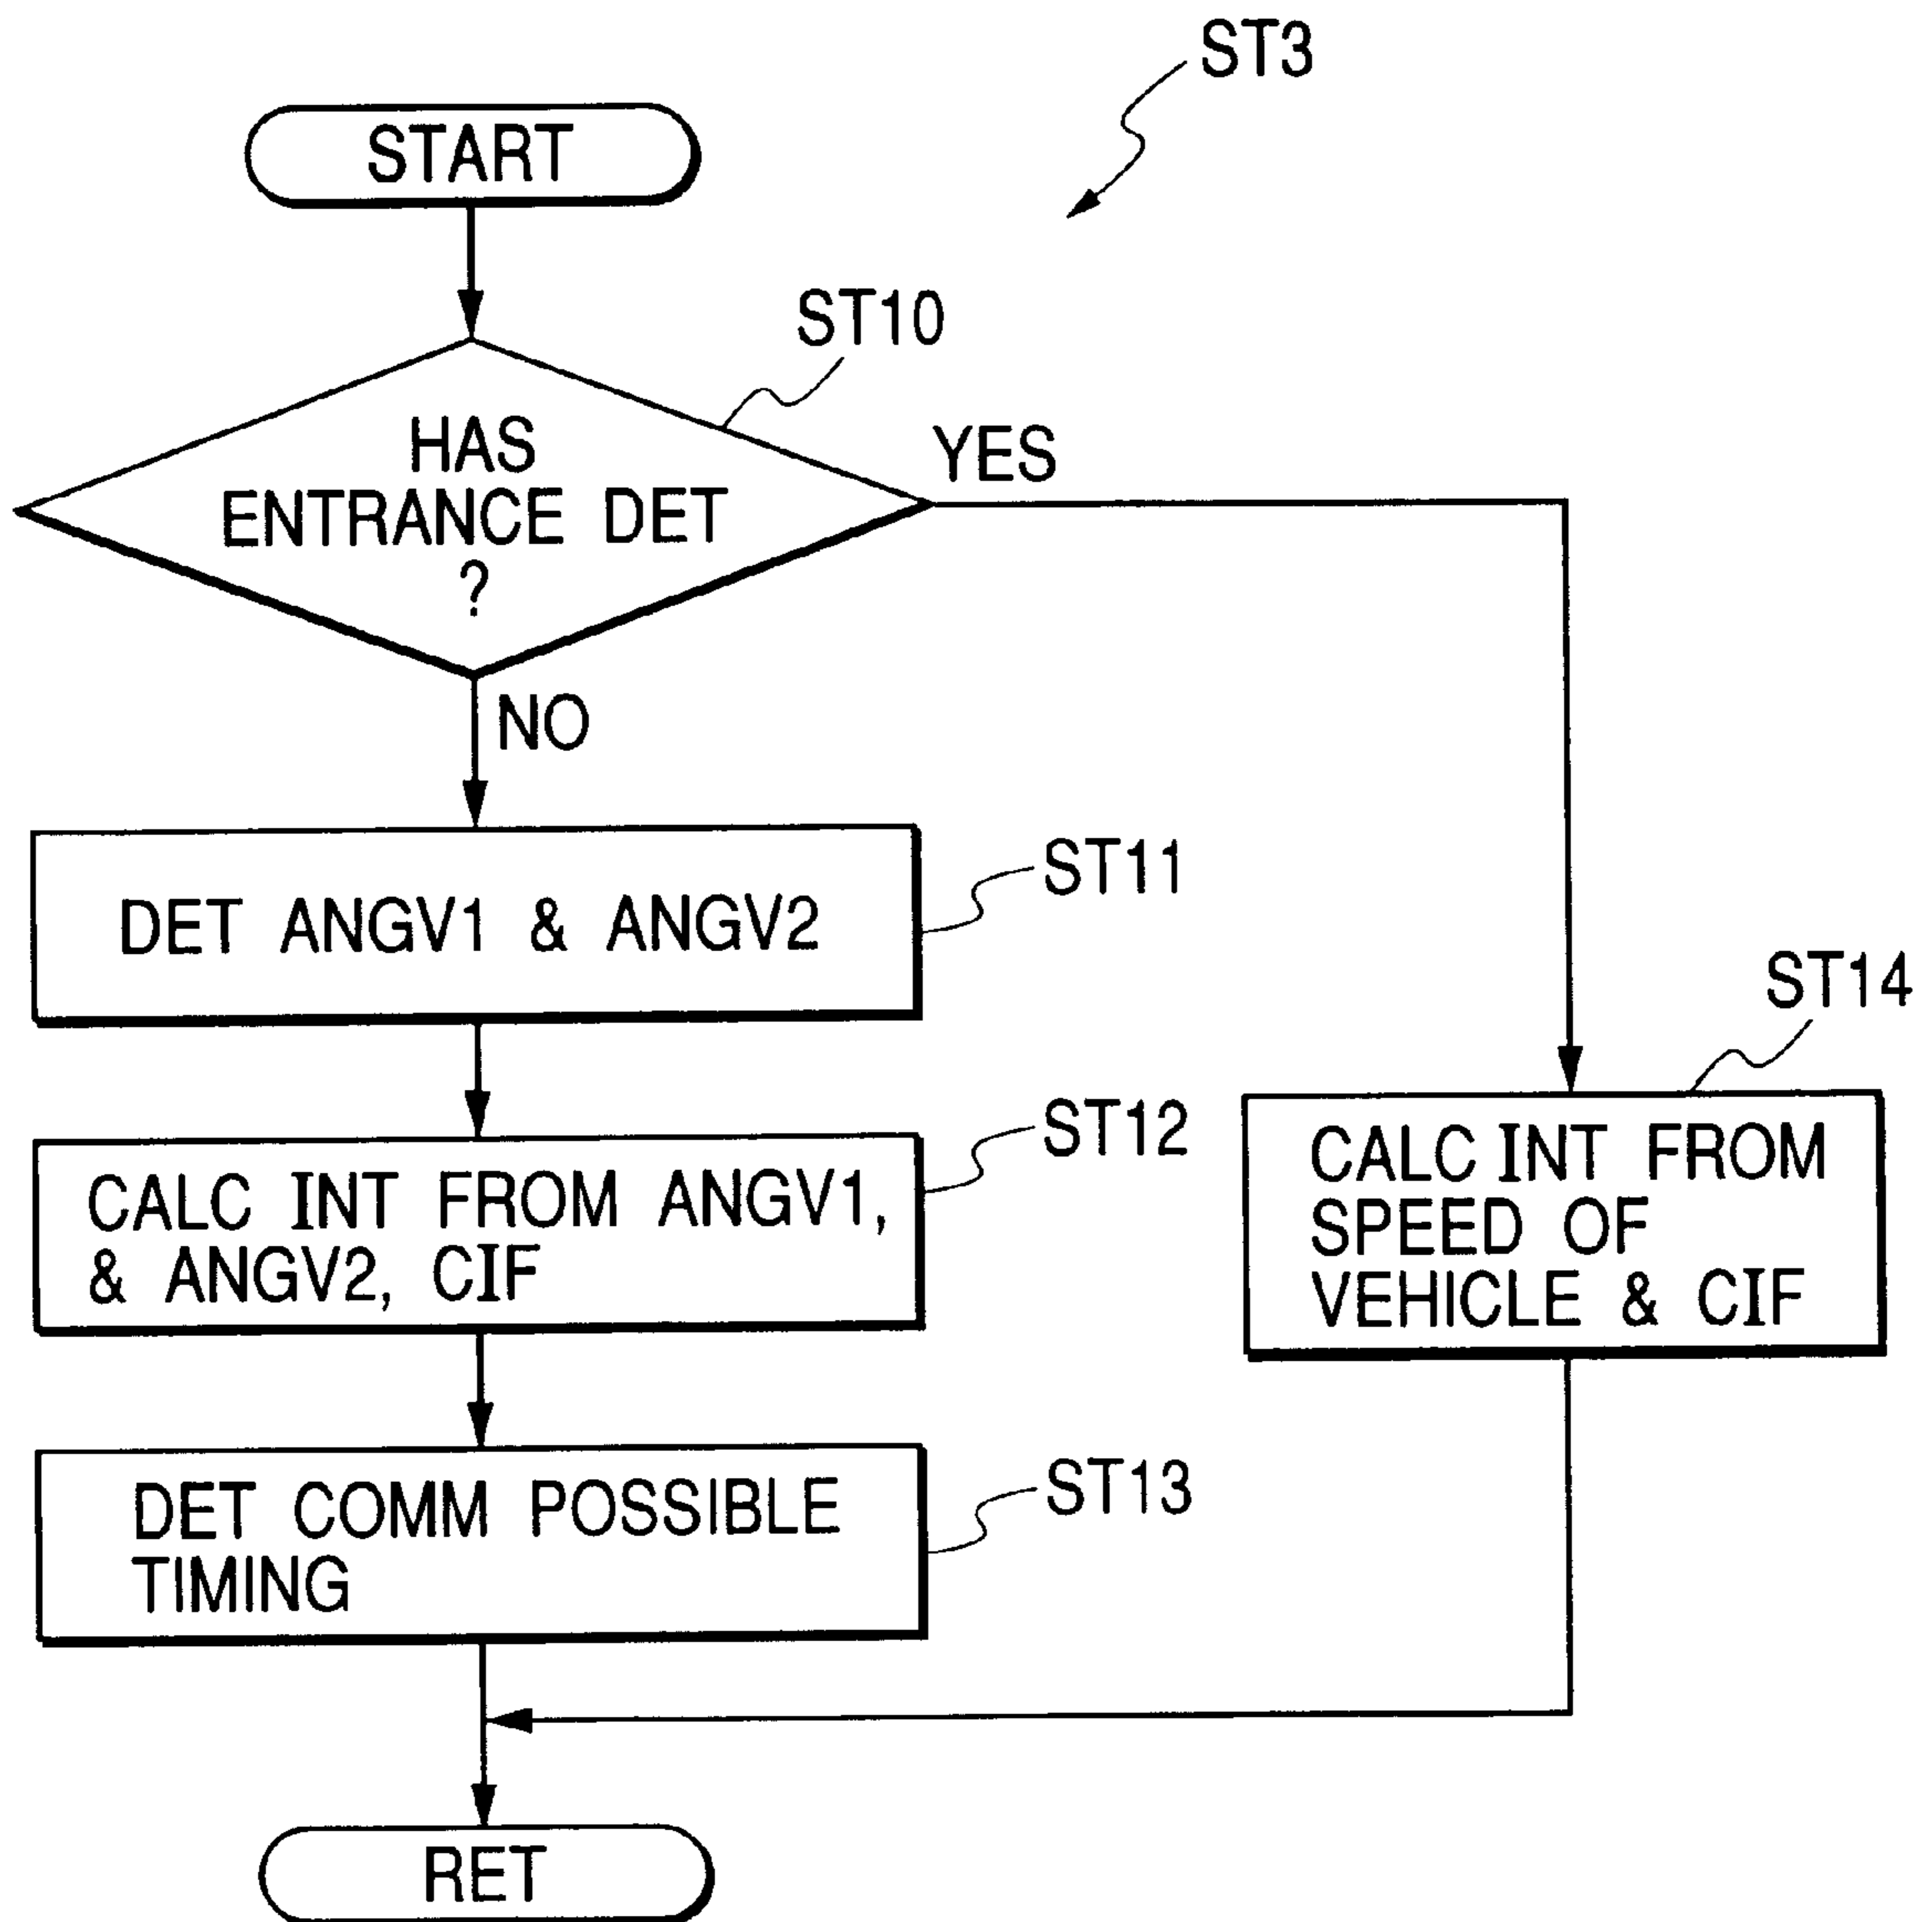 ST3
START
ST10
HAS
ENTRANCE DET
?
YES
NO
DET ANGV1 & ANGV2
ST11
CALC INT FROM ANGV1,
& ANGV2, CIF
ST12
DET COMM POSSIBLE
TIMING
ST13
ST14
CALC INT FROM
SPEED OF
VEHICLE & CIF
RET